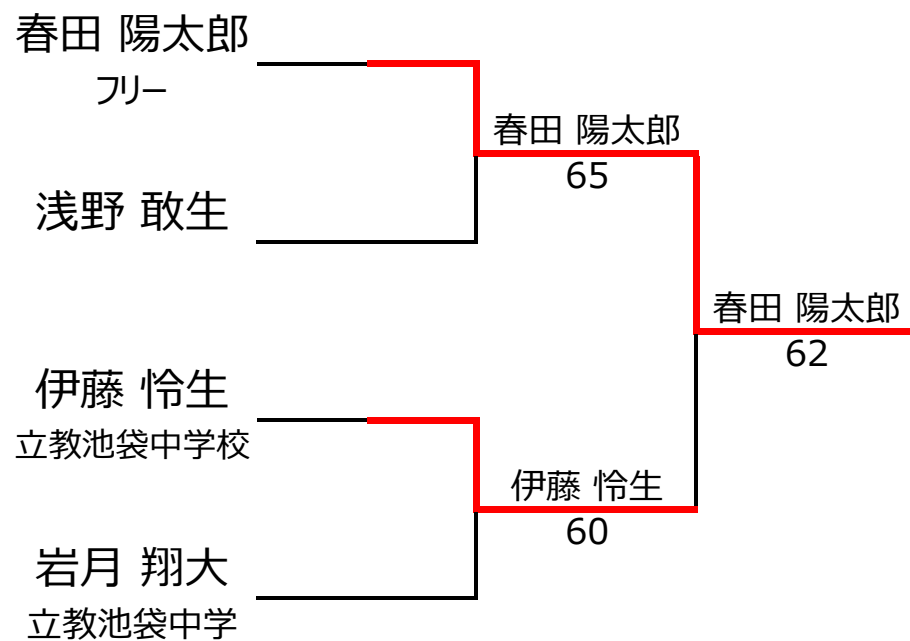 春田 陽太郎
フリー
春田 陽太郎
65
浅野 敢生
春田 陽太郎
62
伊藤 怜生
立教池袋中学校
伊藤 怜生
60
岩月 翔大
立教池袋中学